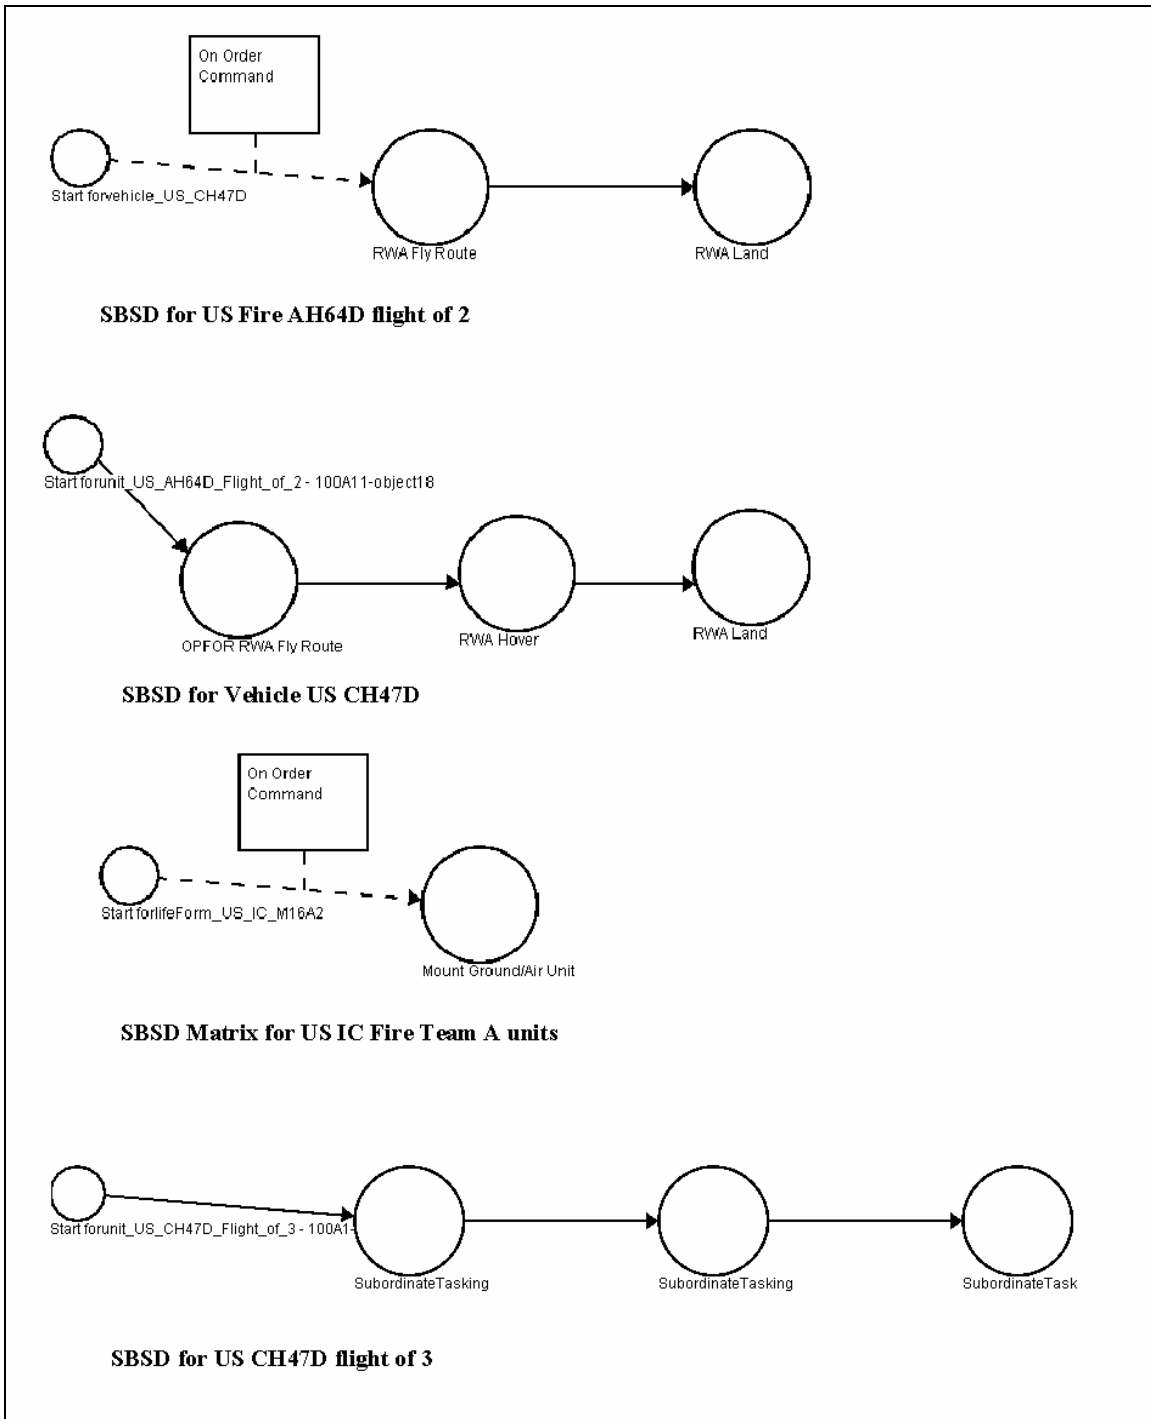 On Order
Command
Start forvehicle_US_CH47D
RWA Fly Route
RWA Land
SBSD for US Fire AH64D flight of 2
Start forunit_US_AH64D_Flight_of_2 - 100A11-object18
OPFOR RWA Fly Route
RWA Hover
RWA Land
SBSD for Vehicle US CH47D
On Order
Command
Start forlifeForm_US_IC_M16A2
Mount Ground/Air Unit
SBSD Matrix for US IC Fire Team A units
Start forunit_US_CH47D_Flight_of_3 - 100A1-
SubordinateTasking
SubordinateTasking
SubordinateTask
SBSD for US CH47D flight of 3